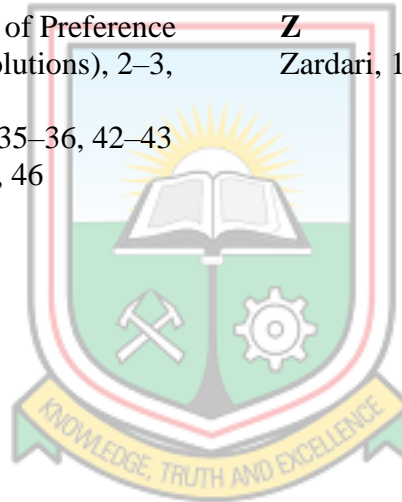 of Preference
olutions), 2–3,
35–36, 42–43
, 46
Z
Zardari, 1
KNOWLEDGE, TRUTH AND EXCELLENCE